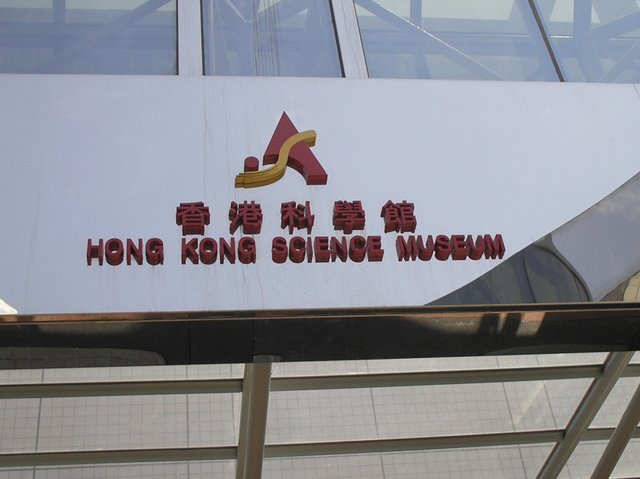 香港科學館
HONG KONG SCIENCE MUSEUM